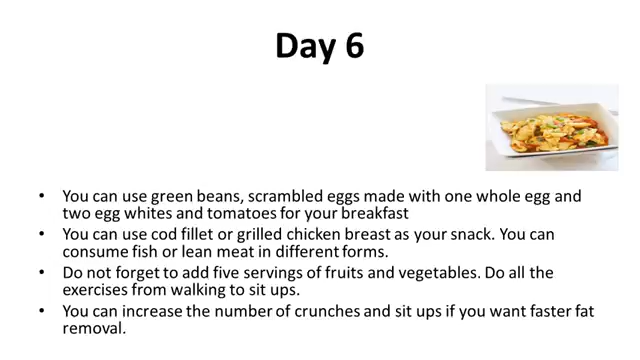 Day 6
• You can use green beans, scrambled eggs made with one whole egg and
two egg whites and tomatoes for your breakfast
• You can use cod fillet or grilled chicken breast as your snack. You can
consume fish or lean meat in different forms.
• Do not forget to add five servings of fruits and vegetables. Do all the
exercises from walking to sit ups.
• You can increase the number of crunches and sit ups if you want faster fat
removal.